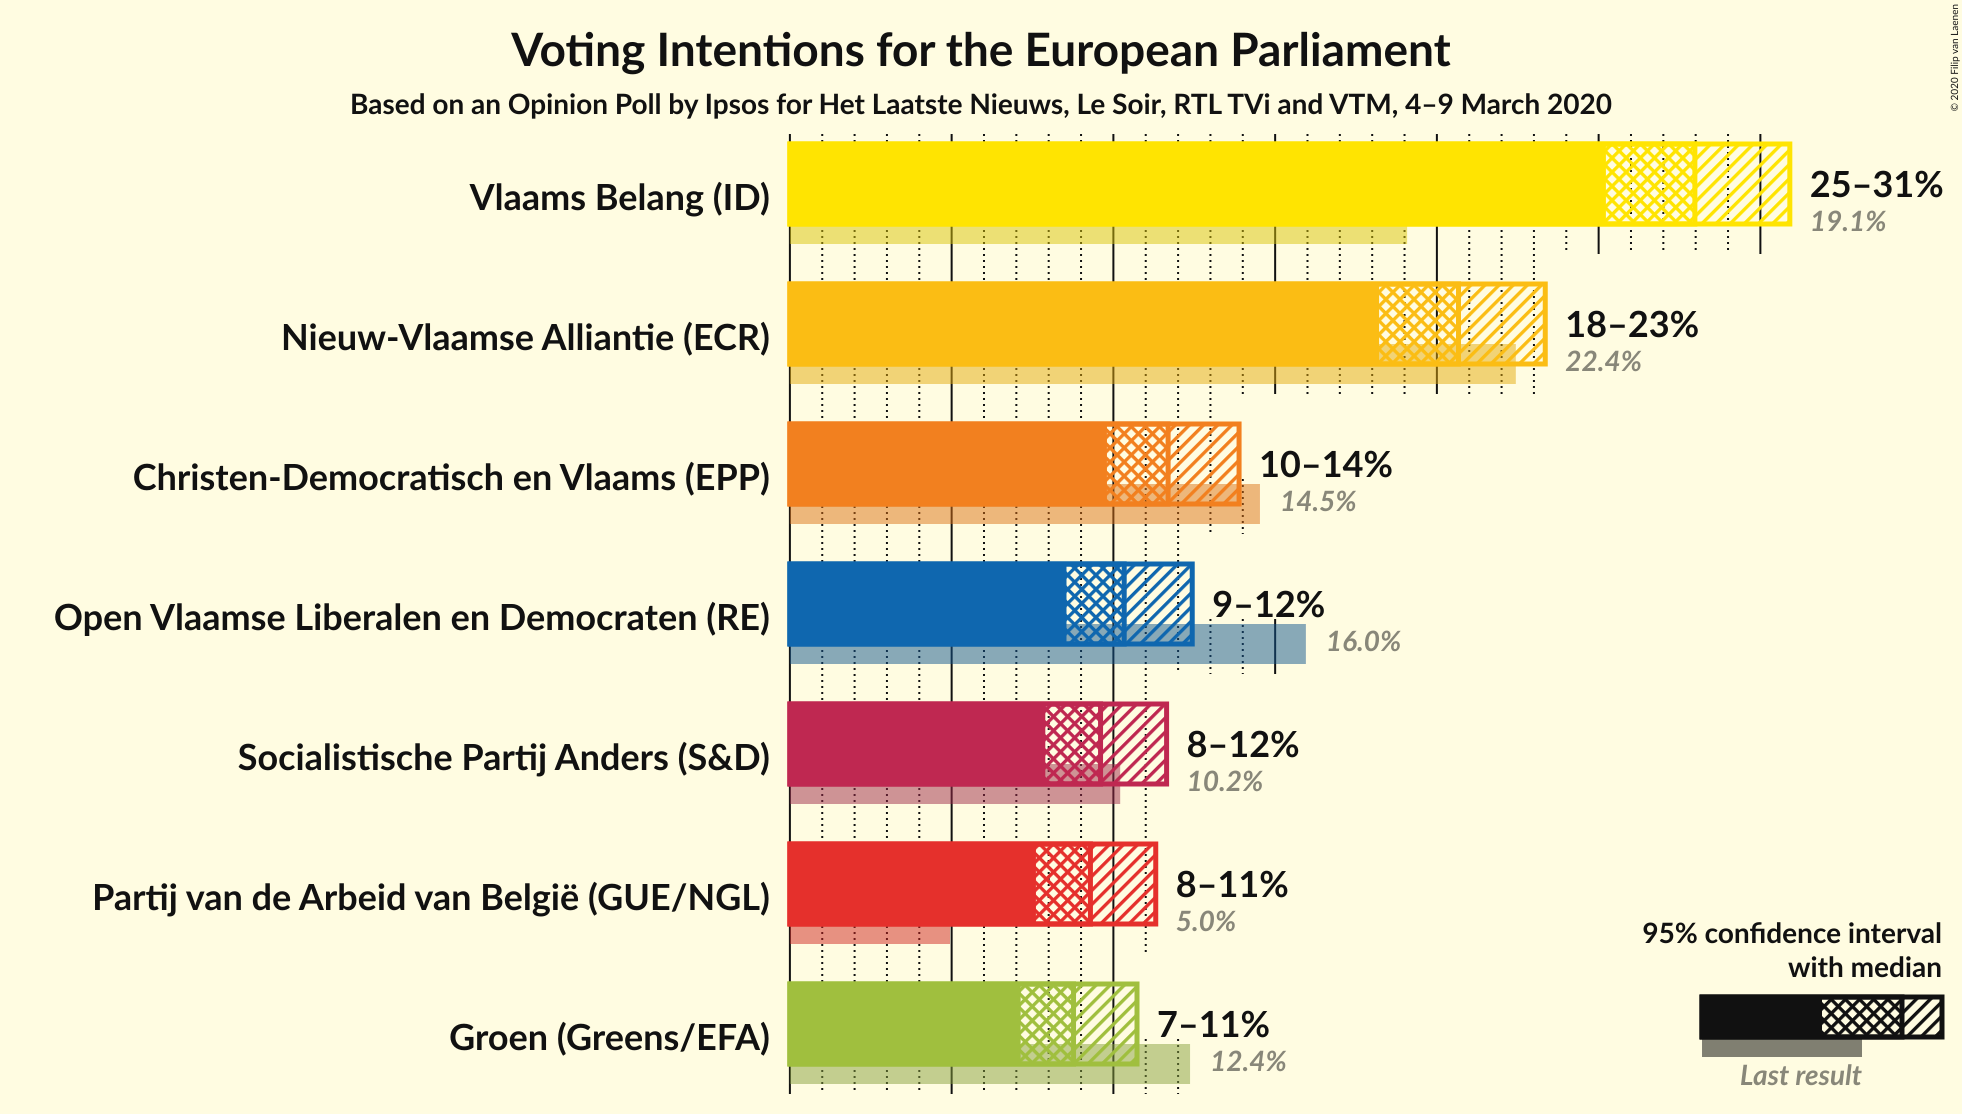 Voting Intentions for the European Parliament
Based on an Opinion Poll by Ipsos for Het Laatste Nieuws, Le Soir, RTL TVi and VTM, 4–9 March 2020
© 2020 Filip van Laenen
Vlaams Belang (ID)
25–31%
19.1%
Nieuw-Vlaamse Alliantie (ECR)
18–23%
22.4%
Christen-Democratisch en Vlaams (EPP)
10–14%
14.5%
Open Vlaamse Liberalen en Democraten (RE)
9–12%
16.0%
Socialistische Partij Anders (S&D)
8–12%
10.2%
Partij van de Arbeid van België (GUE/NGL)
8–11%
5.0%
Groen (Greens/EFA)
7–11%
12.4%
95% confidence interval
with median
Last result